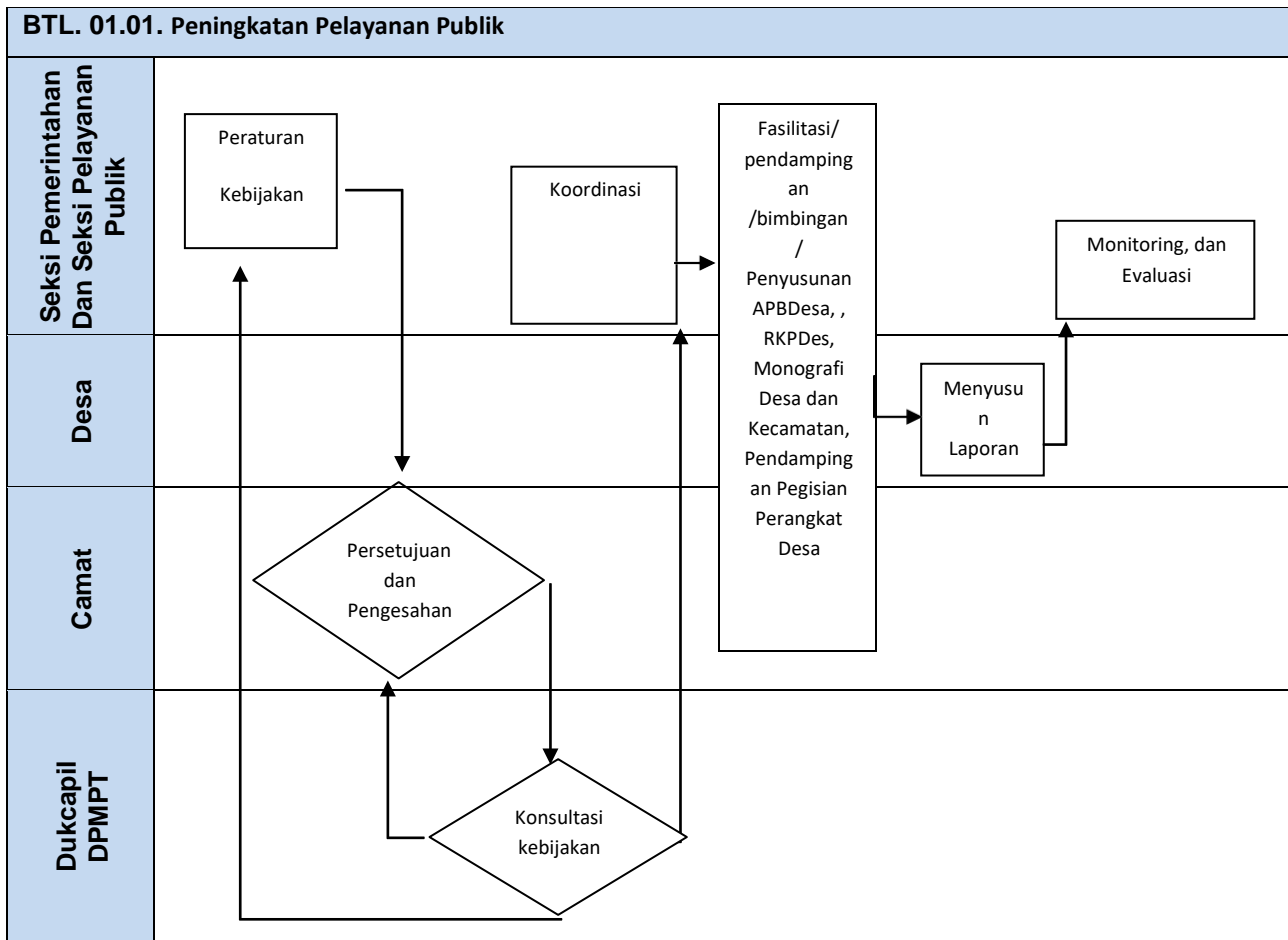 BTL. 01.01. Peningkatan Pelayanan Publik
Seksi Pemerintahan
Dan Seksi Pelayanan
Publik
Peraturan
Kebijakan
Koordinasi
Fasilitasi/
pendamping
an
/bimbingan
/
Penyusunan
APBDesa, ,
RKPDes,
Monografi
Desa dan
Kecamatan,
Pendamping
an Pegisian
Perangkat
Desa
Monitoring, dan
Evaluasi
Desa
Menyusu
n
Laporan
Camat
Persetujuan
dan
Pengesahan
Dukcapil
DPMPT
Konsultasi
kebijakan